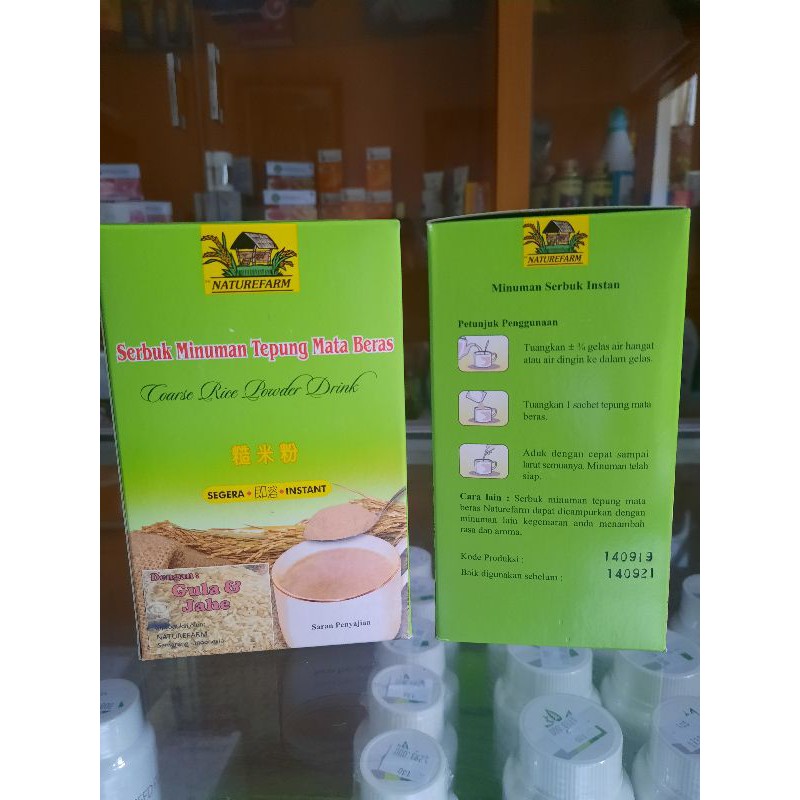 NATUREFARM
Serbuk Minuman Tepung Mata Beras
Coarse Rice Powder Drink
糙米粉
SEGERA • 即溶 • INSTANT
Dengan :
Gula &
Jahe
NATUREFARM
Saran Penyajian
NATUREFARM
Minuman Serbuk Instan
Petunjuk Penggunaan
Tuangkan ± ¾ gelas air hangat
atau air dingin ke dalam gelas.
Tuangkan 1 sachet tepung mata
beras.
Aduk dengan cepat sampai
larut semuanya. Minuman telah
siap.
Cara lain : Serbuk minuman tepung mata
beras Naturefarm dapat dicampurkan dengan
minuman lain kegemaran anda menambah
rasa dan aroma.
Kode Produksi : 140919
Baik digunakan sebelum : 140921